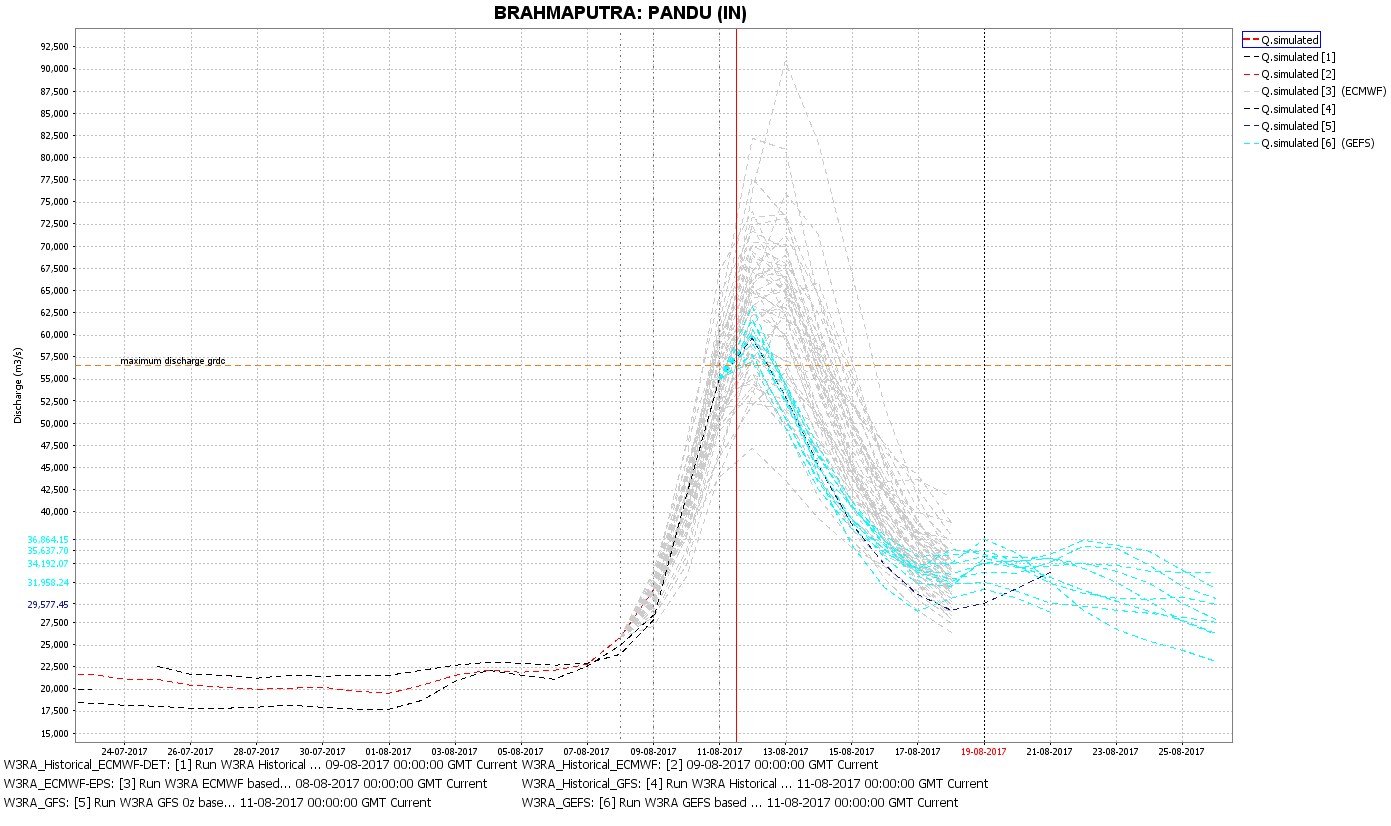 BRAHMAPUTRA: PANDU (IN)
Q.simulated
Q.simulated [1]
Q.simulated [2]
Q.simulated [3] (ECMWF)
Q.simulated [4]
Q.simulated [5]
Q.simulated [6] (GEFS)
Discharge (m3/s)
92,500
90,000
87,500
85,000
82,500
80,000
77,500
75,000
72,500
70,000
67,500
65,000
62,500
60,000
57,500
55,000
52,500
50,000
47,500
45,000
42,500
40,000
36,864.15
35,637.70
34,192.07
31,958.24
29,577.45
27,500
25,000
22,500
20,000
17,500
15,000
maximum discharge grdc
24-07-2017 26-07-2017 28-07-2017 30-07-2017 01-08-2017 03-08-2017 05-08-2017 07-08-2017 09-08-2017 11-08-2017 13-08-2017 15-08-2017 17-08-2017 19-08-2017 21-08-2017 23-08-2017 25-08-2017
W3RA_Historical_ECMWF-DET: [1] Run W3RA Historical ... 09-08-2017 00:00:00 GMT Current W3RA_Historical_ECMWF: [2] 09-08-2017 00:00:00 GMT Current
W3RA_ECMWF-EPS: [3] Run W3RA ECMWF based... 08-08-2017 00:00:00 GMT Current W3RA_Historical_GFS: [4] Run W3RA Historical ... 11-08-2017 00:00:00 GMT Current
W3RA_GFS: [5] Run W3RA GFS 0z base... 11-08-2017 00:00:00 GMT Current W3RA_GEFS: [6] Run W3RA GEFS based ... 11-08-2017 00:00:00 GMT Current